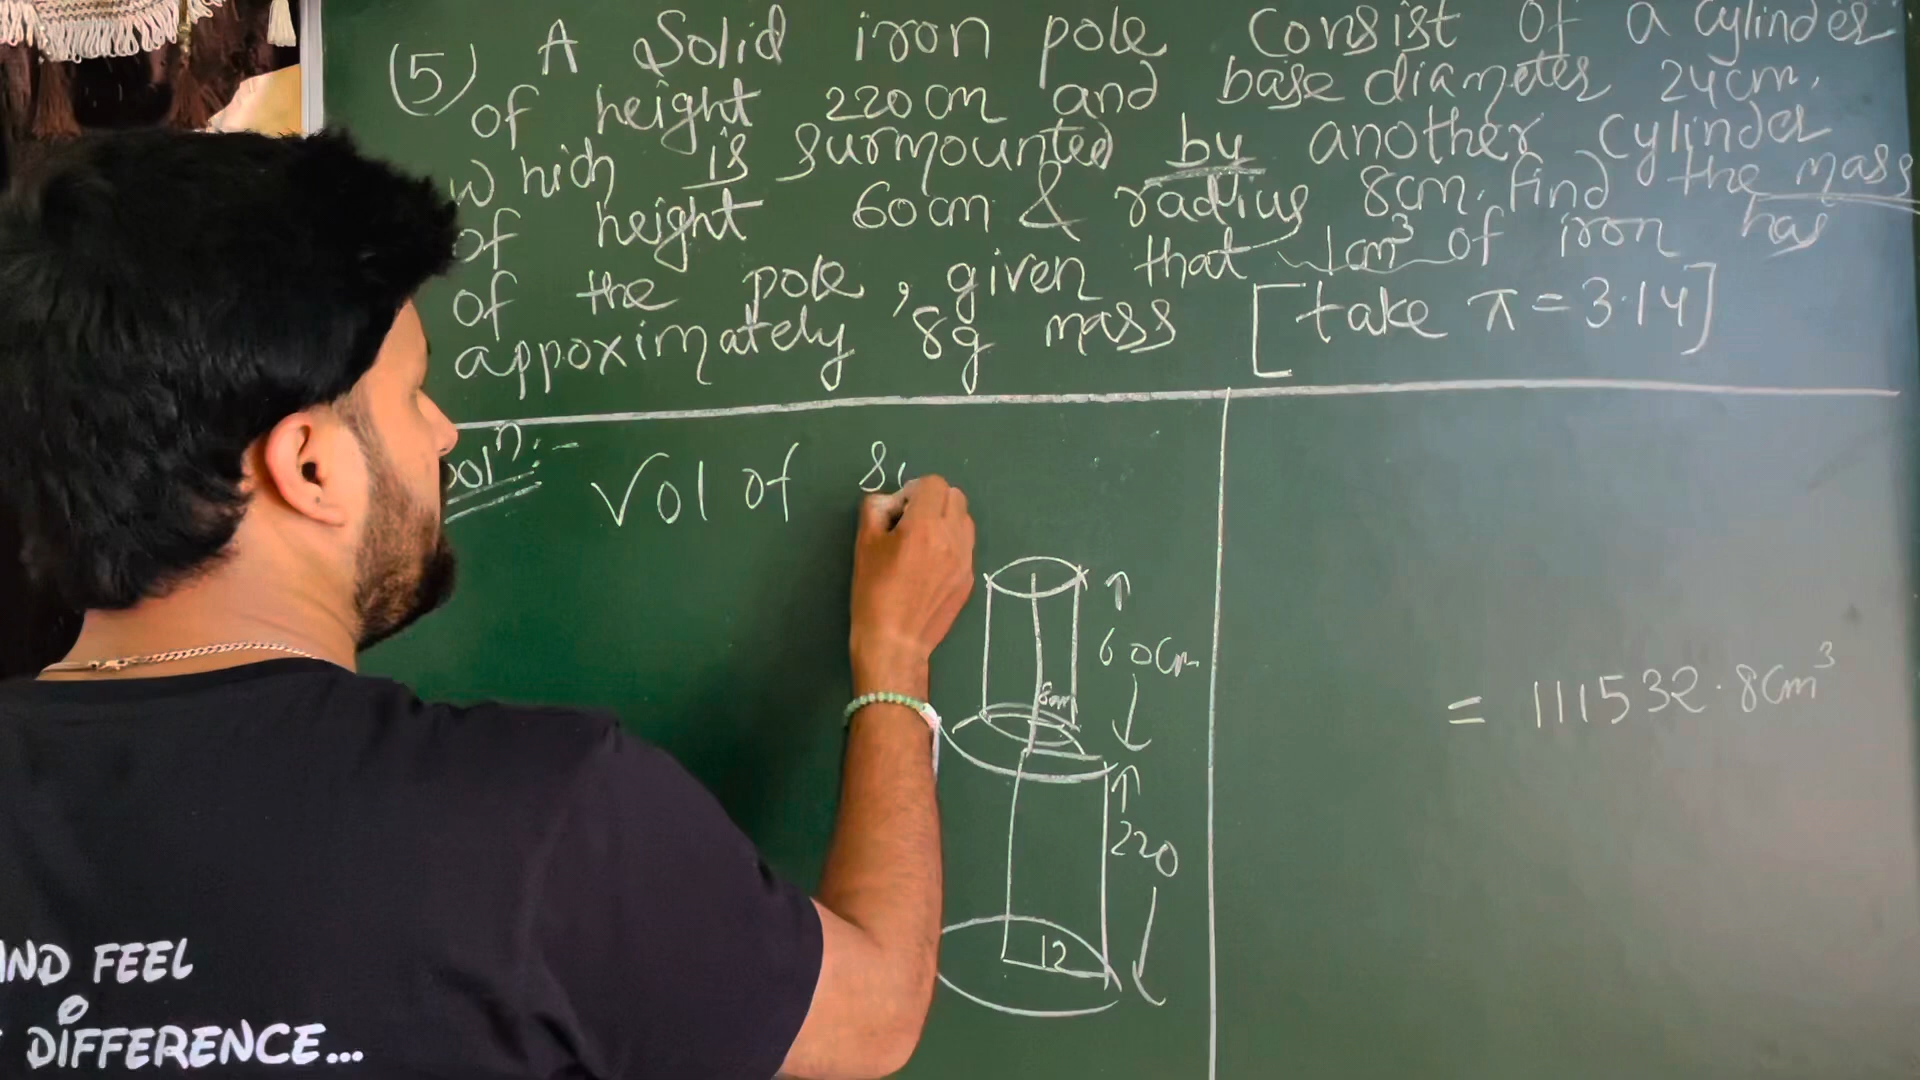 (5) A Solid iron pole Consist Of a cylinder
of height 220cm and base diameter 24cm,
which is surmounted by another cylinder
of height 60cm & radius 8cm. find the mass
of the pole, given that 1cm³ of iron has
appoximately 8g mass [take π = 3.14]
solⁿ:- Vol of
60cm
8cm
= 111532.8cm³
220
12
AND FEEL
DIFFERENCE...